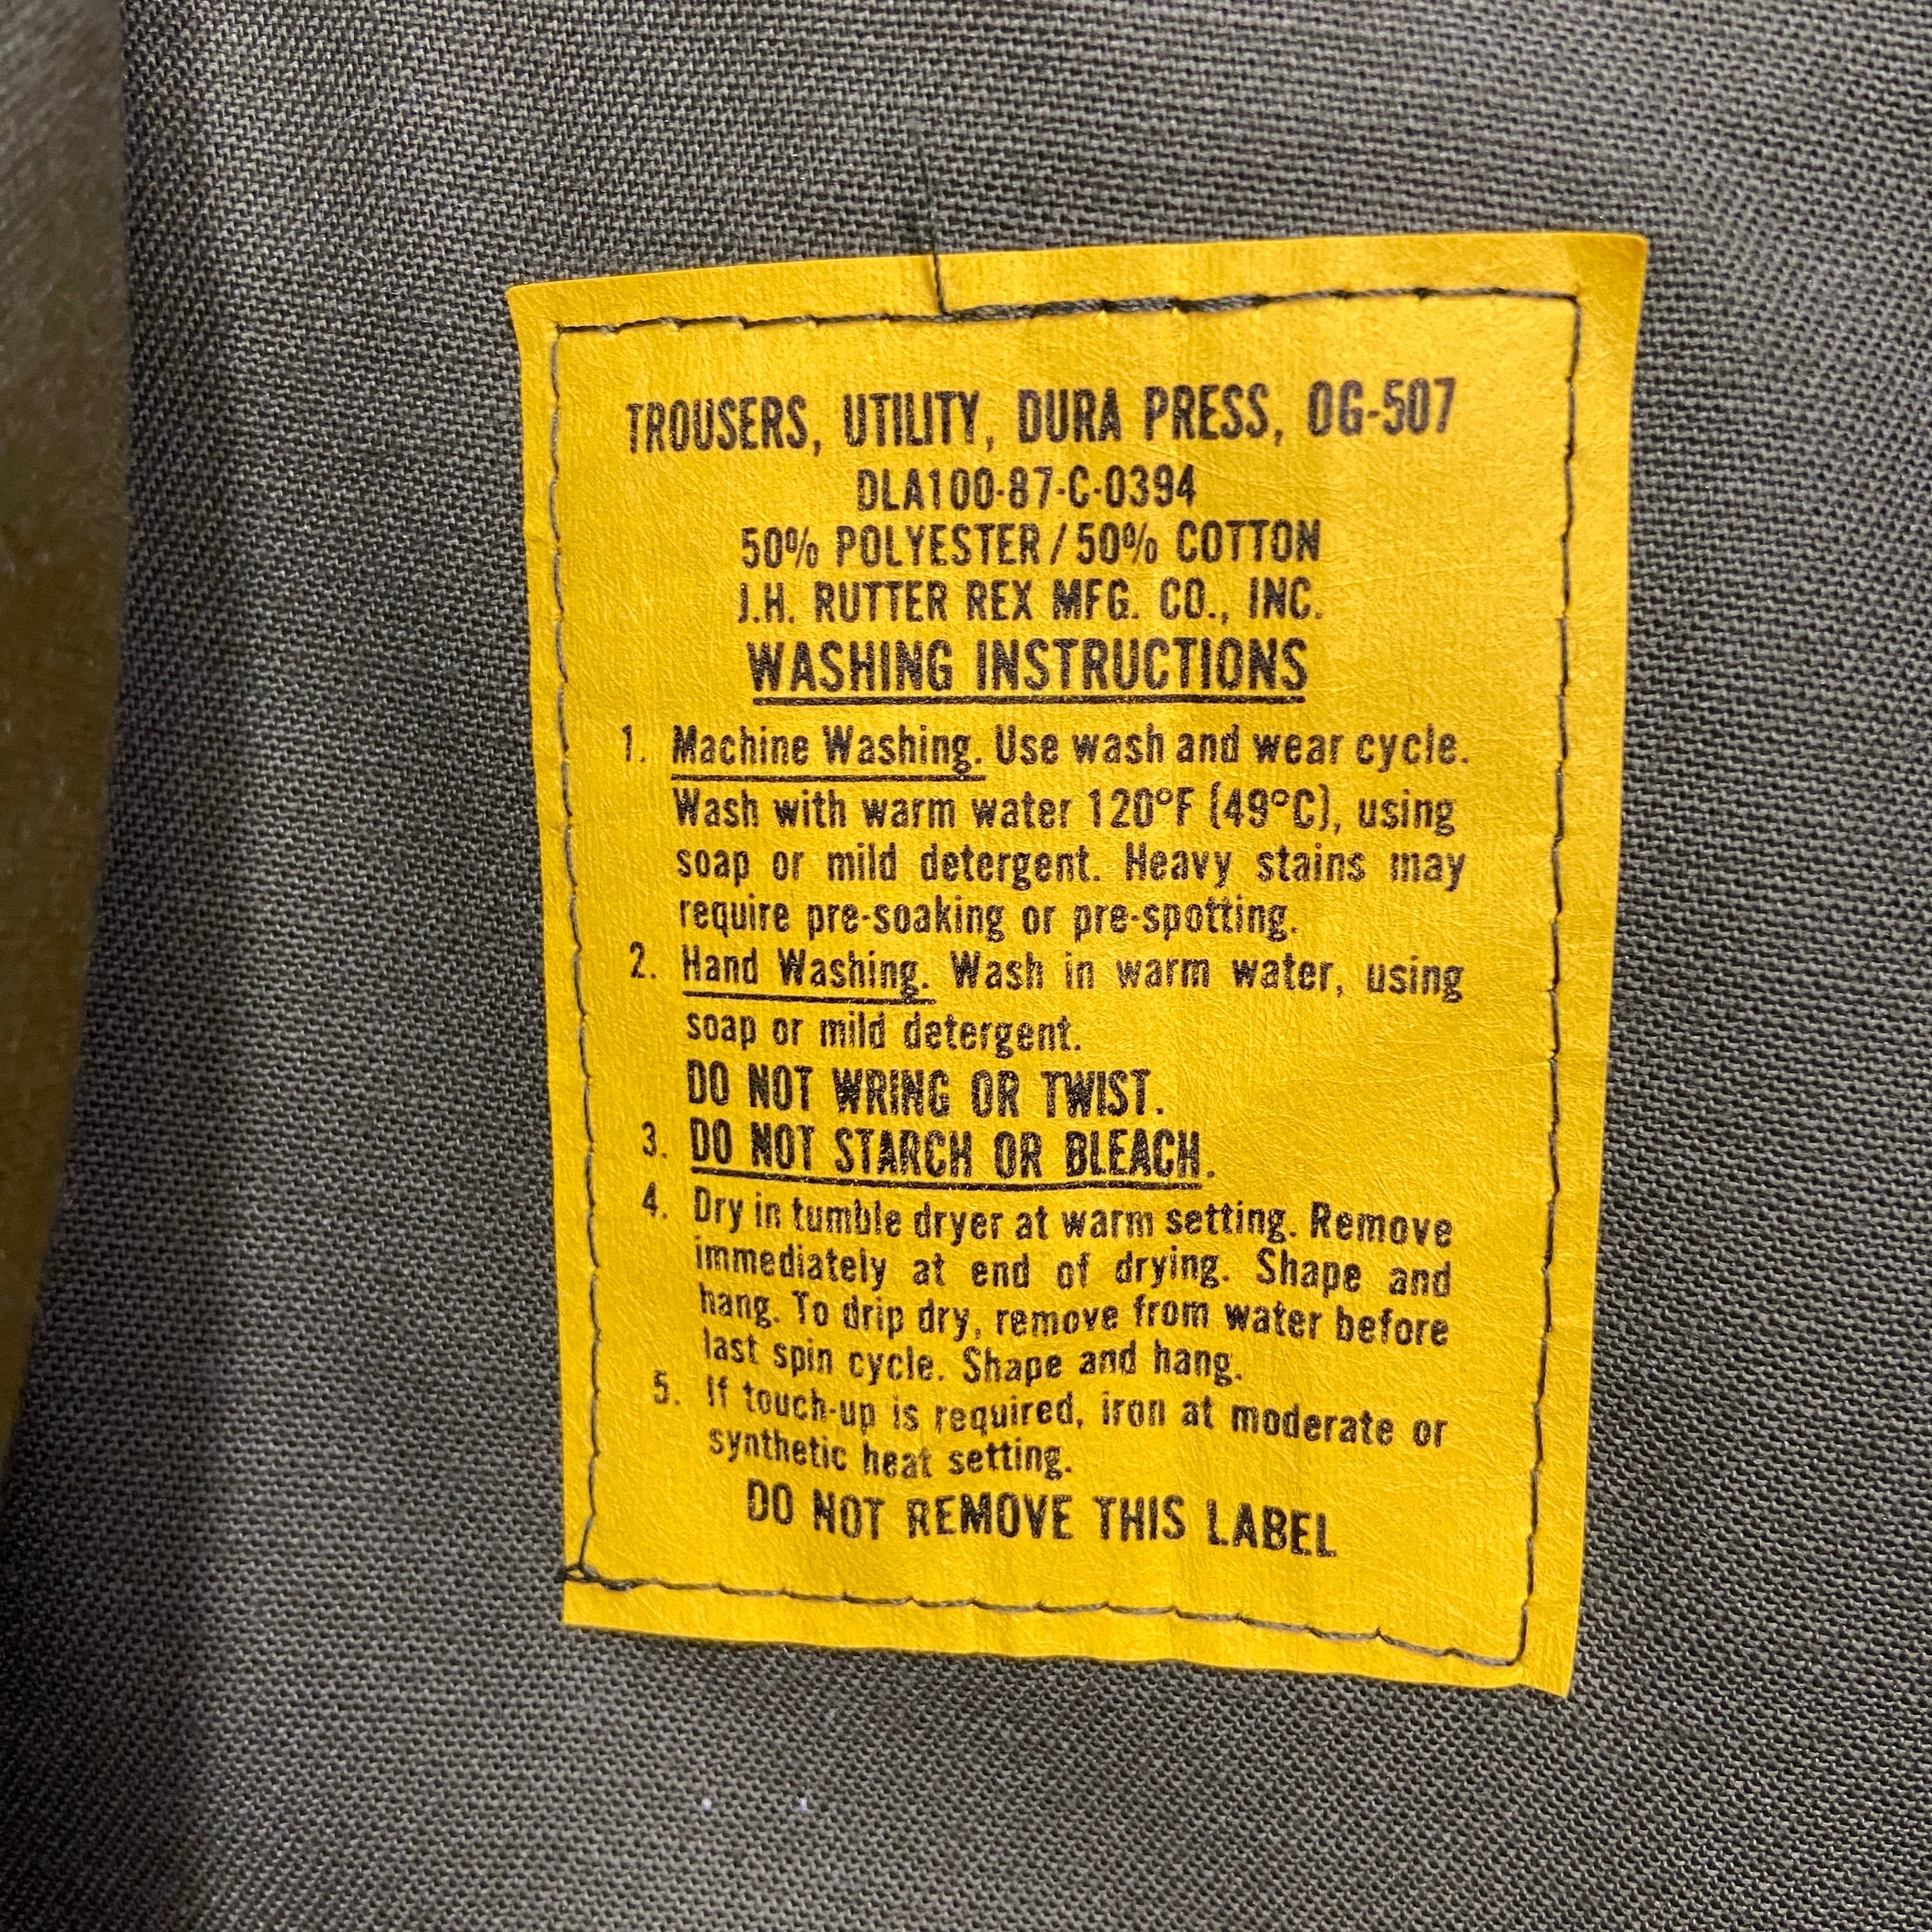 TROUSERS, UTILITY, DURA PRESS, OG-507
DLA100-87-C-0394
50% POLYESTER/50% COTTON
J.H. RUTTER REX MFG. CO., INC.
WASHING INSTRUCTIONS
1. Machine Washing. Use wash and wear cycle.
Wash with warm water 120°F (49°C), using
soap or mild detergent. Heavy stains may
require pre-soaking or pre-spotting.
2. Hand Washing. Wash in warm water, using
soap or mild detergent.
DO NOT WRING OR TWIST.
3. DO NOT STARCH OR BLEACH.
4. Dry in tumble dryer at warm setting. Remove
immediately at end of drying. Shape and
hang. To drip dry, remove from water before
last spin cycle. Shape and hang.
5. If touch-up is required, iron at moderate or
synthetic heat setting.
DO NOT REMOVE THIS LABEL